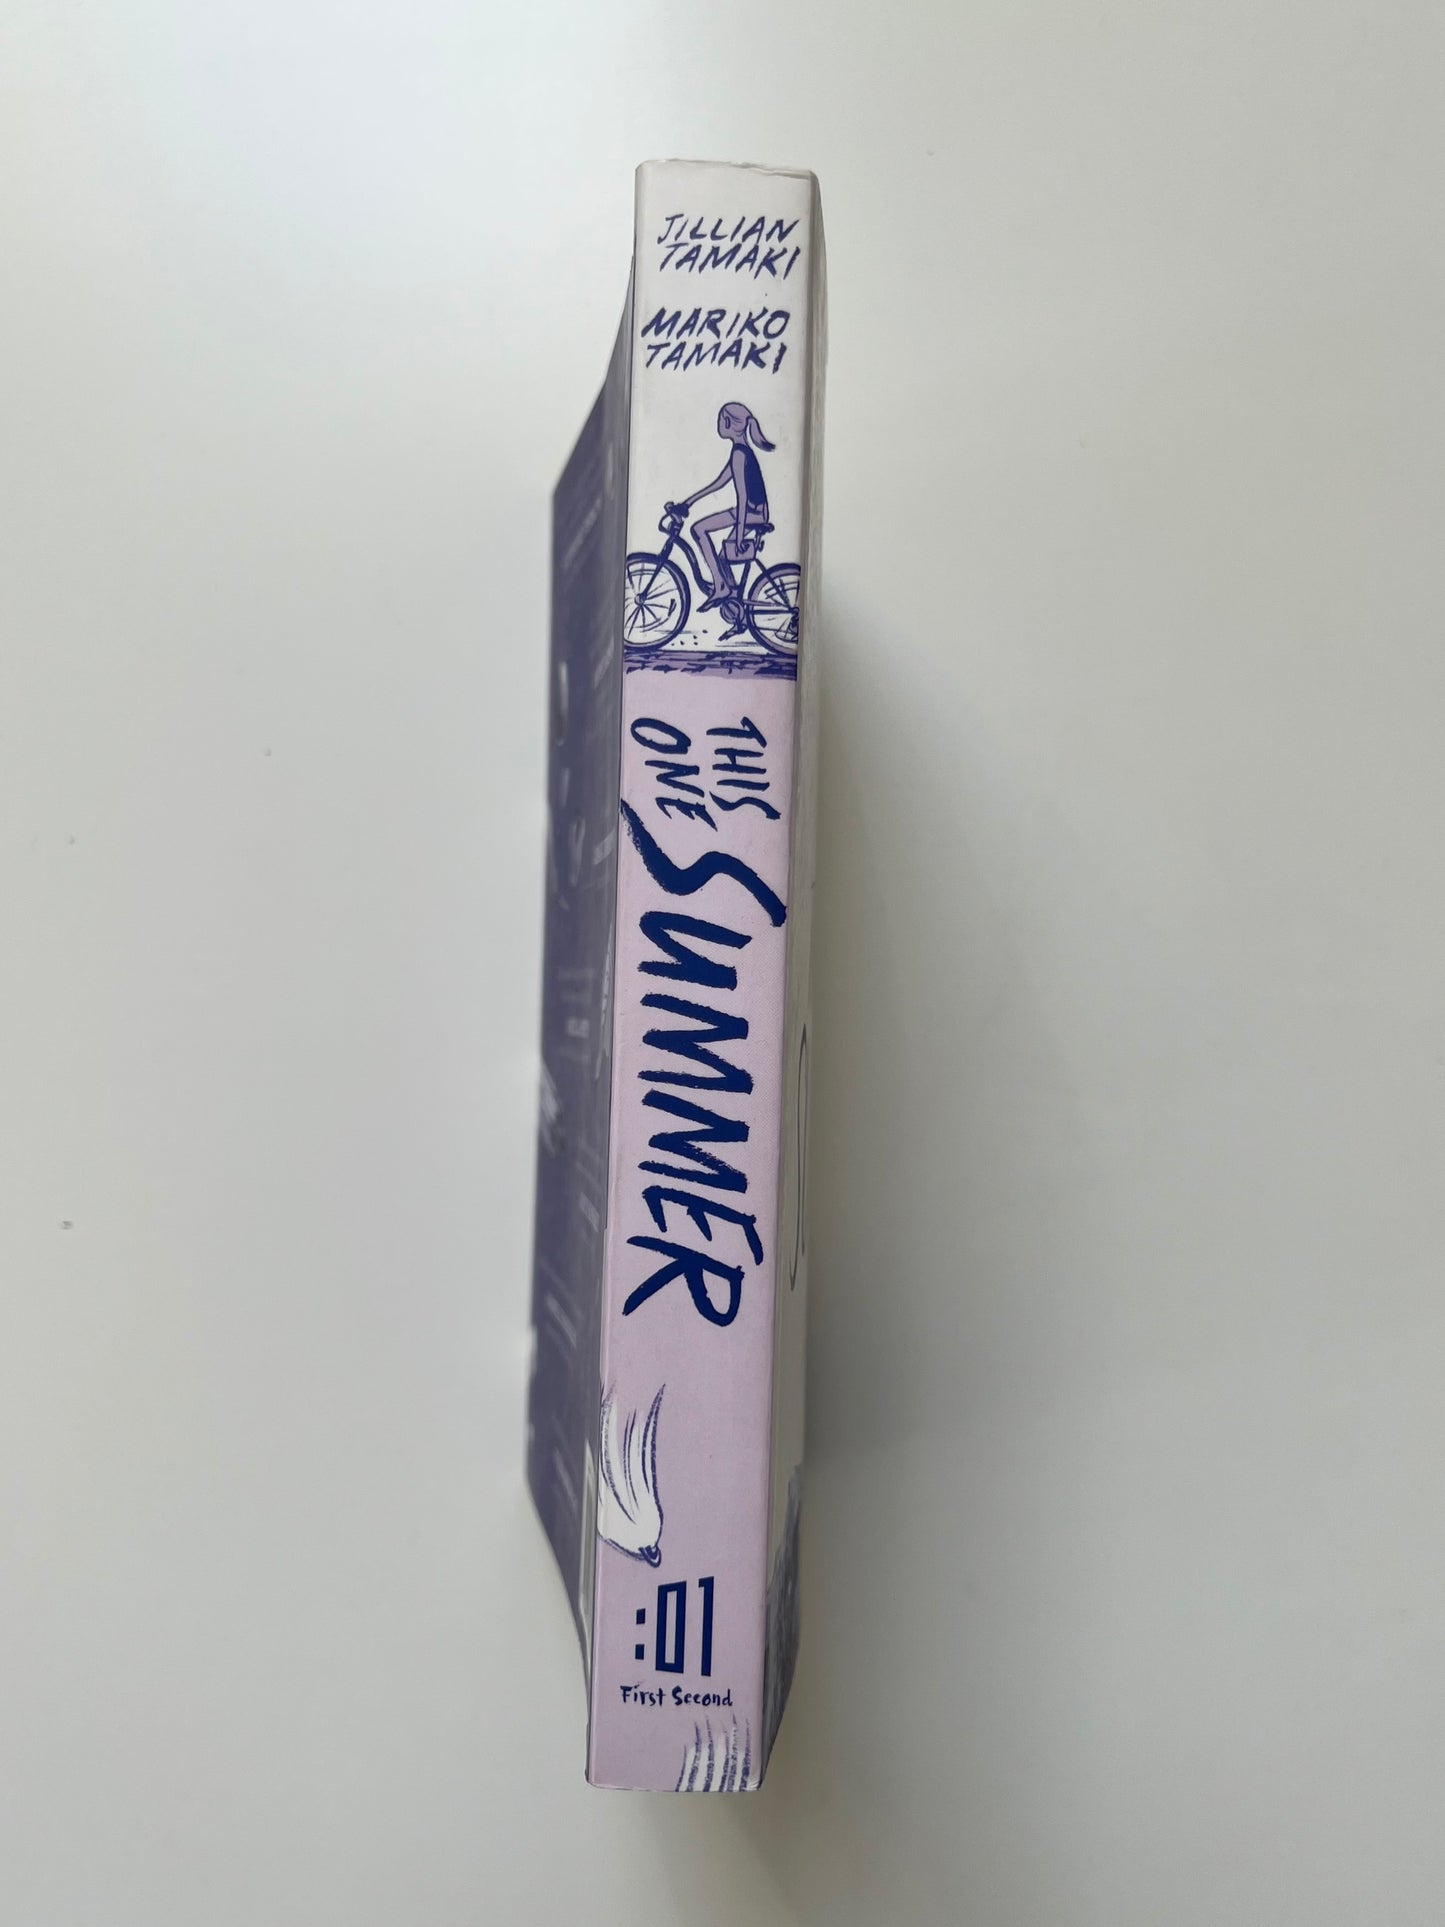 JILLIAN
TAMAKI
MARIKO
TAMAKI
THIS
ONE
SUMMER
:01
First Second